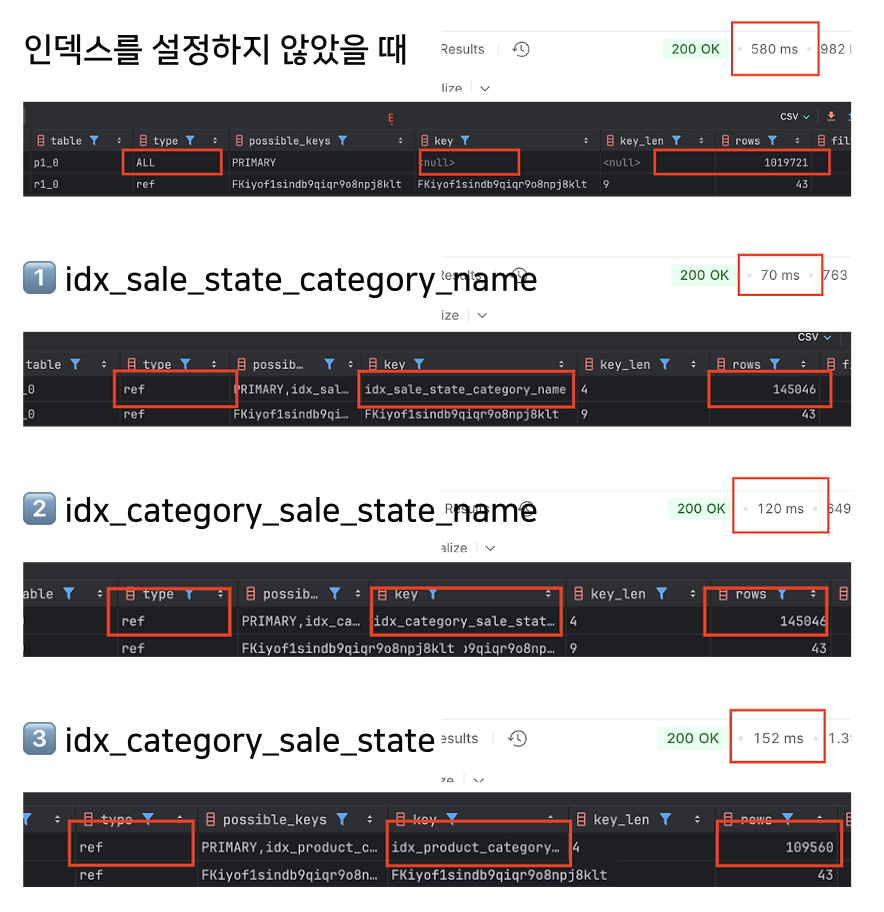 인덱스를 설정하지 않았을 때
Results 200 OK 580 ms 982
lize
CSV
table type possible_keys key key_len rows fil
p1_0 ALL PRIMARY <null> <null> 1019721
r1_0 ref FKiyof1sindb9qiqr9o8npj8klt FKiyof1sindb9qiqr9o8npj8klt 9 43
1 idx_sale_state_category_name
Results 200 OK 70 ms 763
ize
CSV
table type possib… key key_len rows f
_0 ref PRIMARY,idx_sal… idx_sale_state_category_name 4 145046
_0 ref FKiyof1sindb9qi… FKiyof1sindb9qiqr9o8npj8klt 9 43
2 idx_category_sale_state_name
Results 200 OK 120 ms 649
alize
able type possib… key key_len rows
ref PRIMARY,idx_ca… idx_category_sale_stat… 4 145046
ref FKiyof1sindb9qiqr9o8npj8klt ›9qiqr9o8np… 9 43
3 idx_category_sale_state
esults 200 OK 152 ms 1.3
ze
type possible_keys key key_len rows
ref PRIMARY,idx_product_c… idx_product_category… 4 109560
ref FKiyof1sindb9qiqr9o8n… FKiyof1sindb9qiqr9o8npj8klt 43